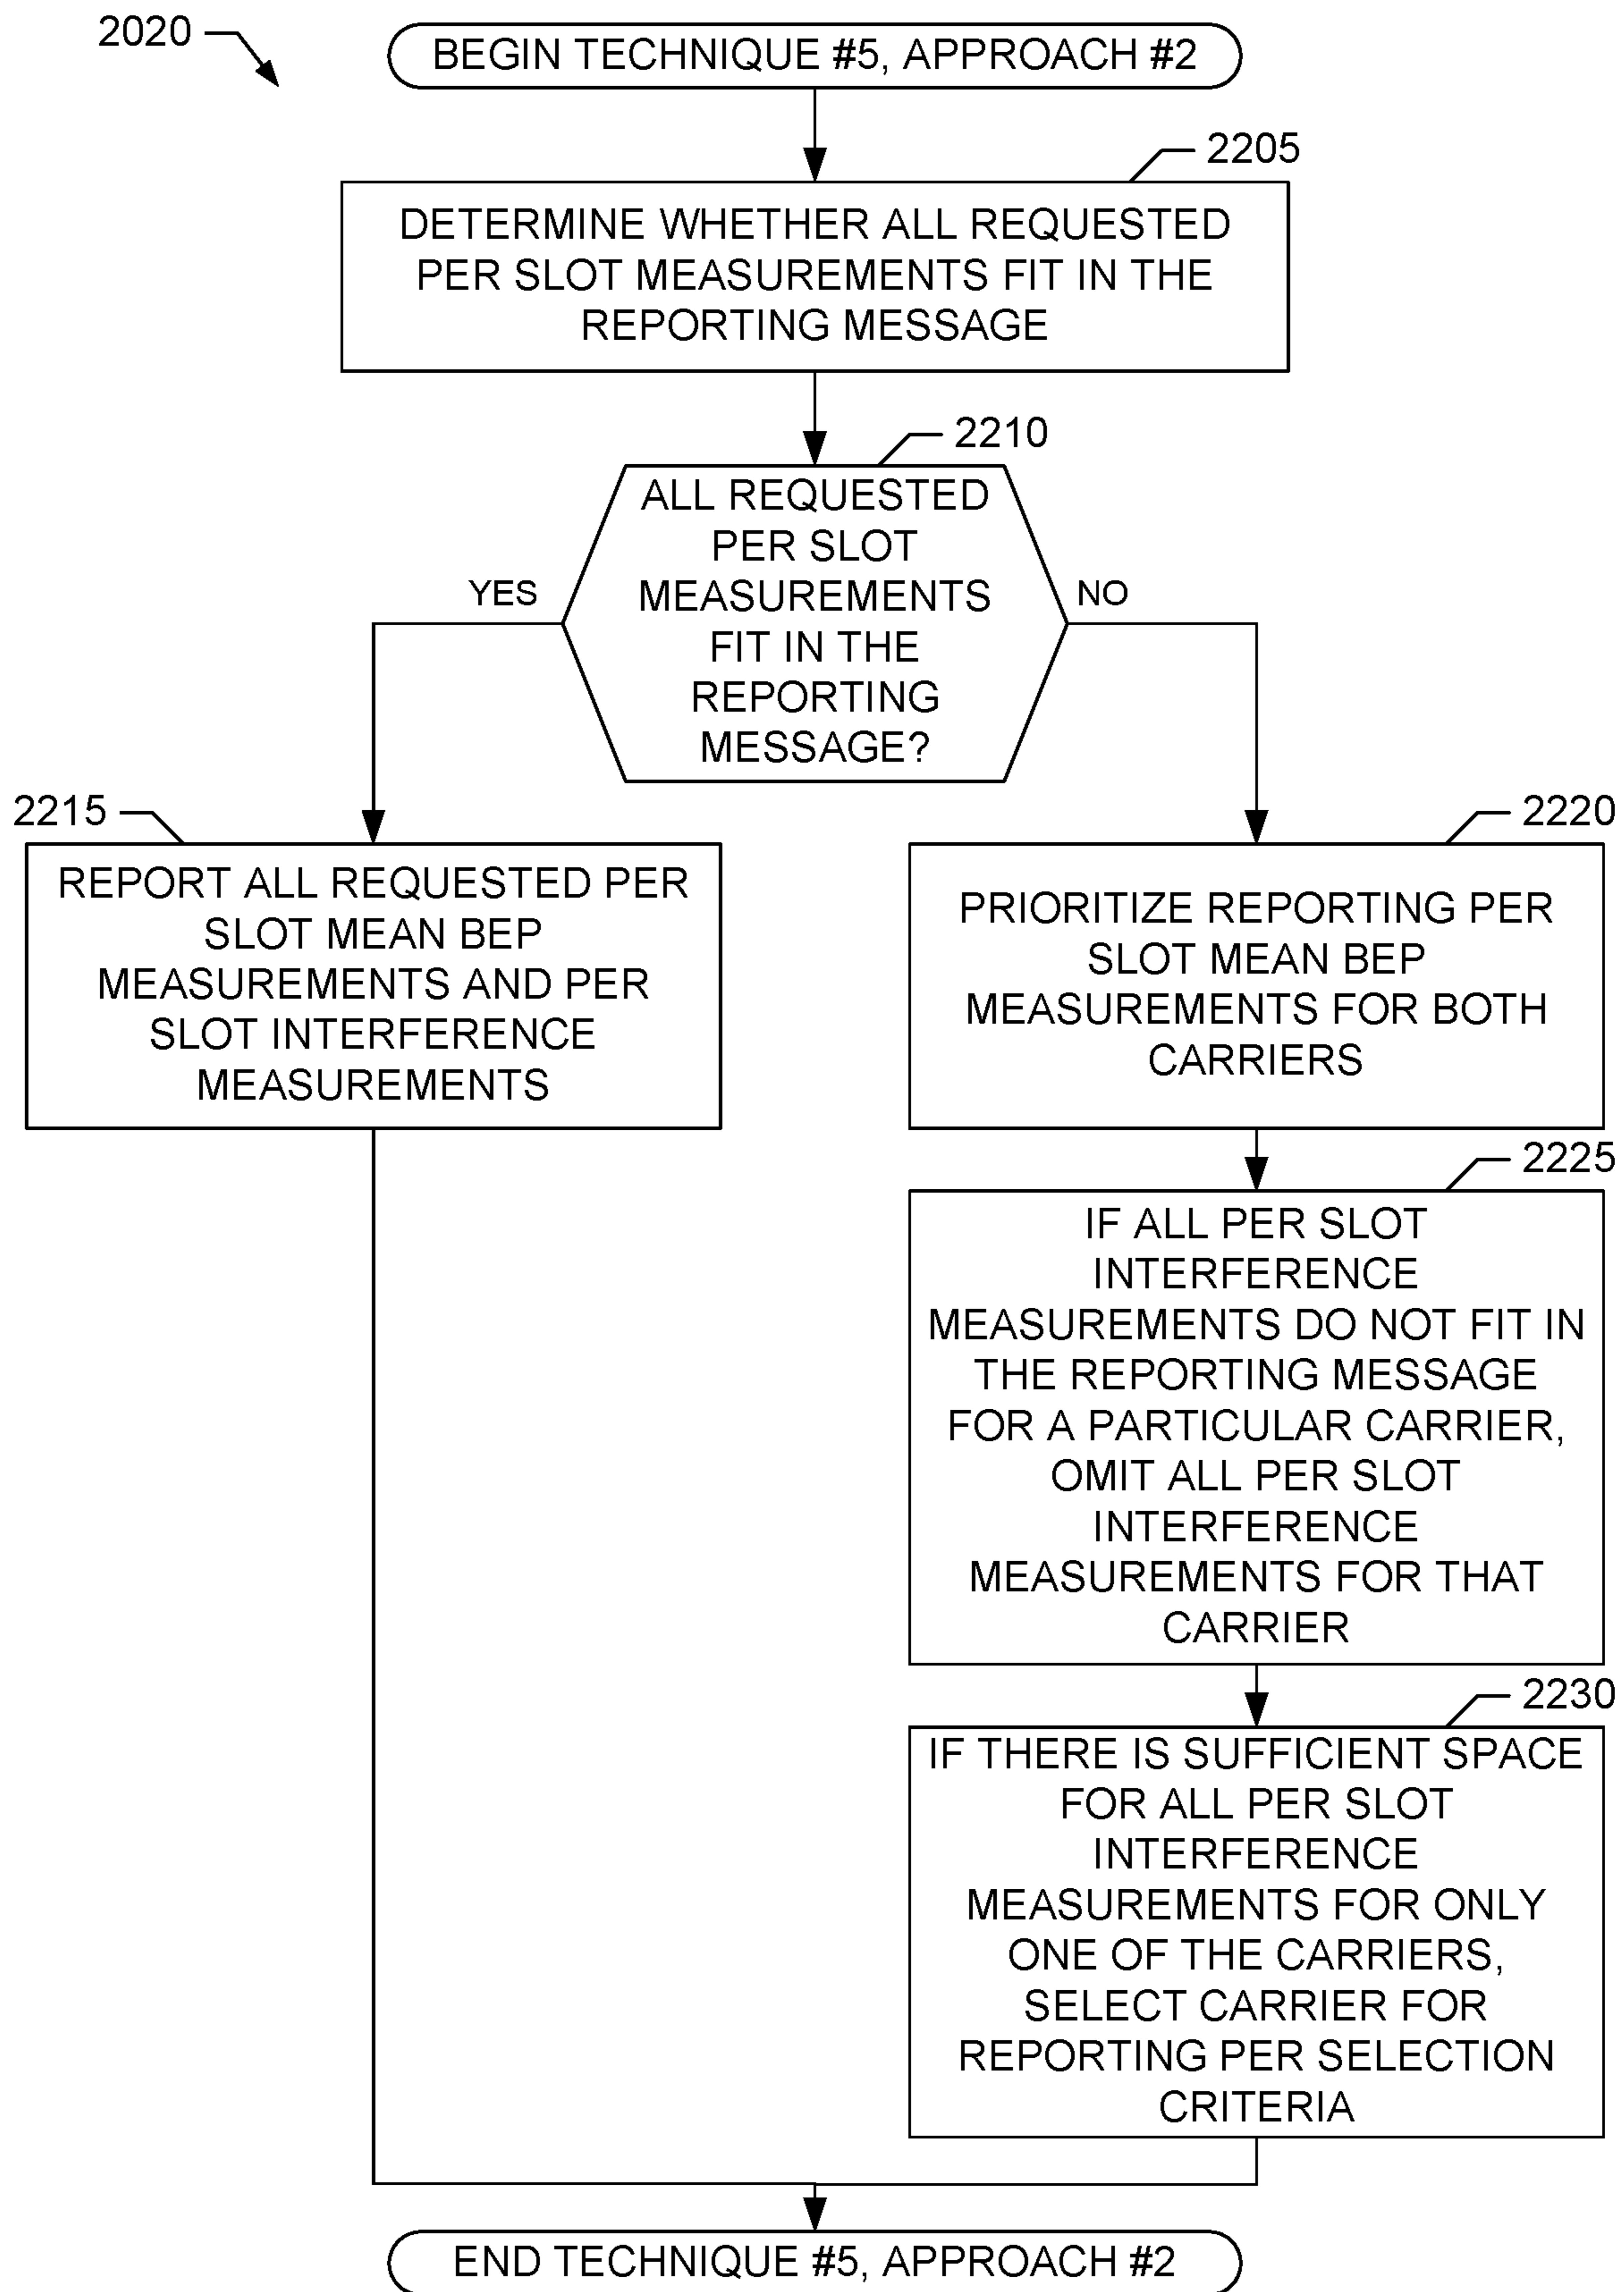 2020
BEGIN TECHNIQUE #5, APPROACH #2
2205
DETERMINE WHETHER ALL REQUESTED
PER SLOT MEASUREMENTS FIT IN THE
REPORTING MESSAGE
2210
ALL REQUESTED
PER SLOT
MEASUREMENTS
FIT IN THE
REPORTING
MESSAGE?
YES
NO
2215
REPORT ALL REQUESTED PER
SLOT MEAN BEP
MEASUREMENTS AND PER
SLOT INTERFERENCE
MEASUREMENTS
2220
PRIORITIZE REPORTING PER
SLOT MEAN BEP
MEASUREMENTS FOR BOTH
CARRIERS
2225
IF ALL PER SLOT
INTERFERENCE
MEASUREMENTS DO NOT FIT IN
THE REPORTING MESSAGE
FOR A PARTICULAR CARRIER,
OMIT ALL PER SLOT
INTERFERENCE
MEASUREMENTS FOR THAT
CARRIER
2230
IF THERE IS SUFFICIENT SPACE
FOR ALL PER SLOT
INTERFERENCE
MEASUREMENTS FOR ONLY
ONE OF THE CARRIERS,
SELECT CARRIER FOR
REPORTING PER SELECTION
CRITERIA
END TECHNIQUE #5, APPROACH #2